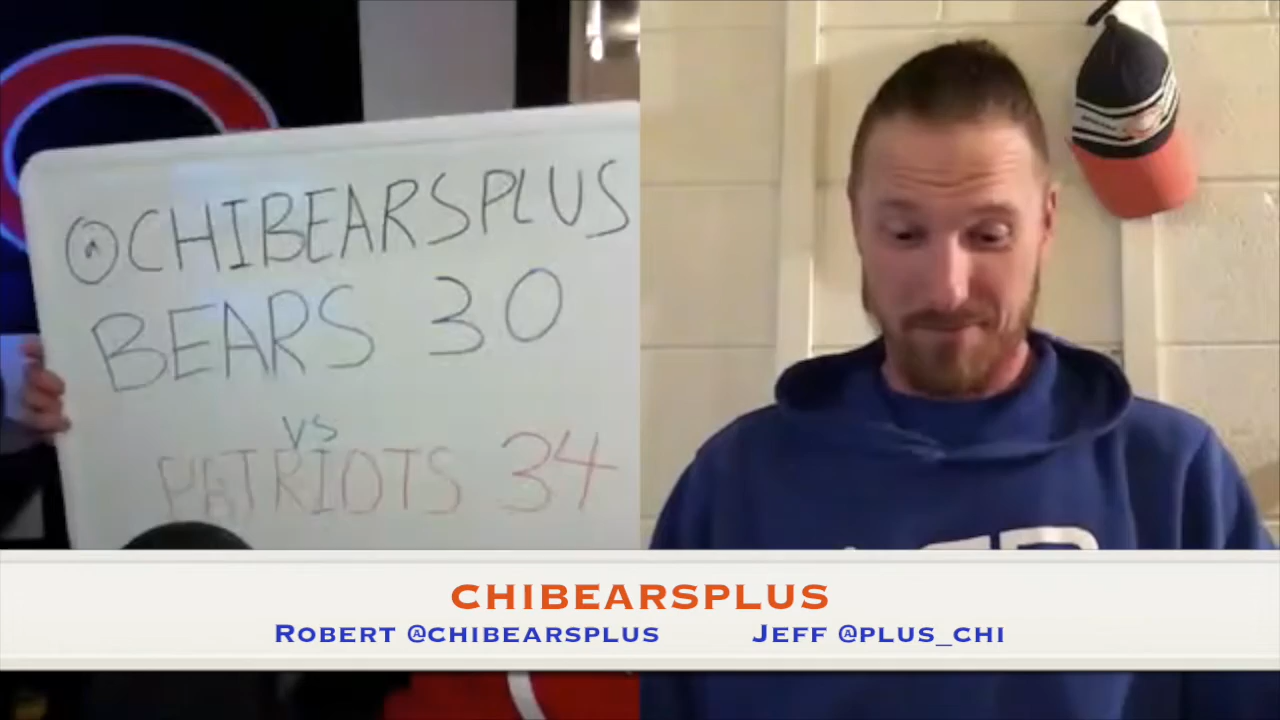 @CHIBEARSPLUS
BEARS 30
VS
PATRIOTS 34
CHIBEARSPLUS
ROBERT @CHIBEARSPLUS JEFF @PLUS_CHI